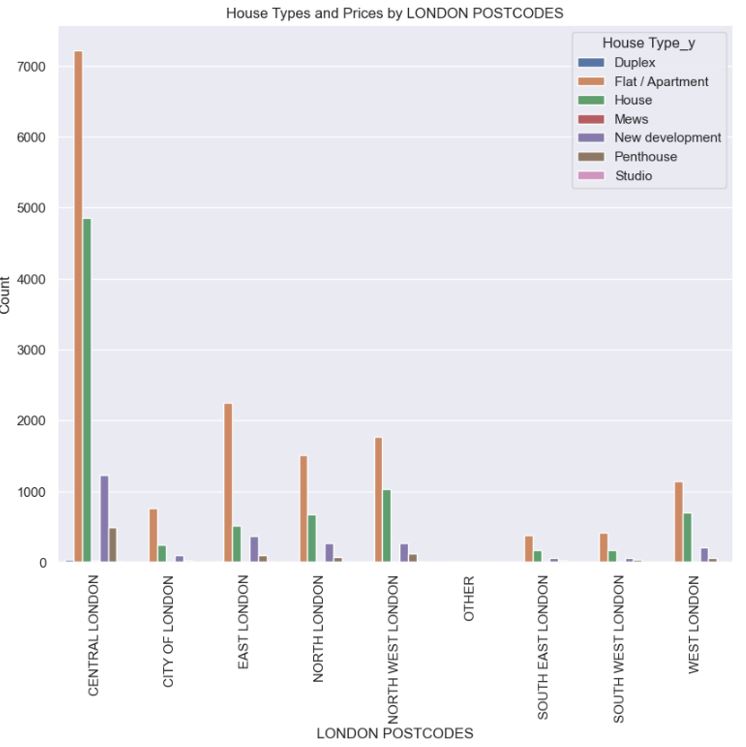 House Types and Prices by LONDON POSTCODES
House Type_y
Duplex
Flat / Apartment
House
Mews
New development
Penthouse
Studio
Count
7000
6000
5000
4000
3000
2000
1000
0
CENTRAL LONDON
CITY OF LONDON
EAST LONDON
NORTH LONDON
NORTH WEST LONDON
OTHER
SOUTH EAST LONDON
SOUTH WEST LONDON
WEST LONDON
LONDON POSTCODES